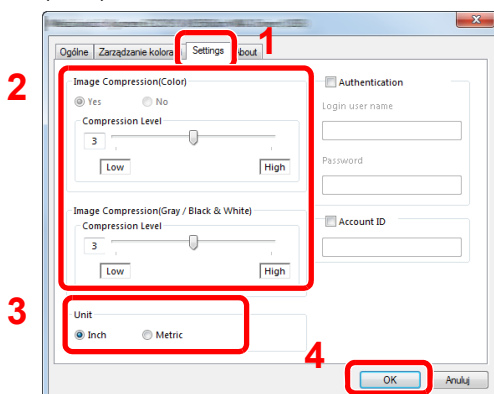 1
Ogólne Zarządzanie kolorami Settings About
2
Image Compression(Color)
Yes No
Compression Level
3
Low High
Image Compression(Gray / Black & White)
Compression Level
3
Low High
Authentication
Login user name
Password
Account ID
3
Unit
Inch Metric
4
OK Anuluj